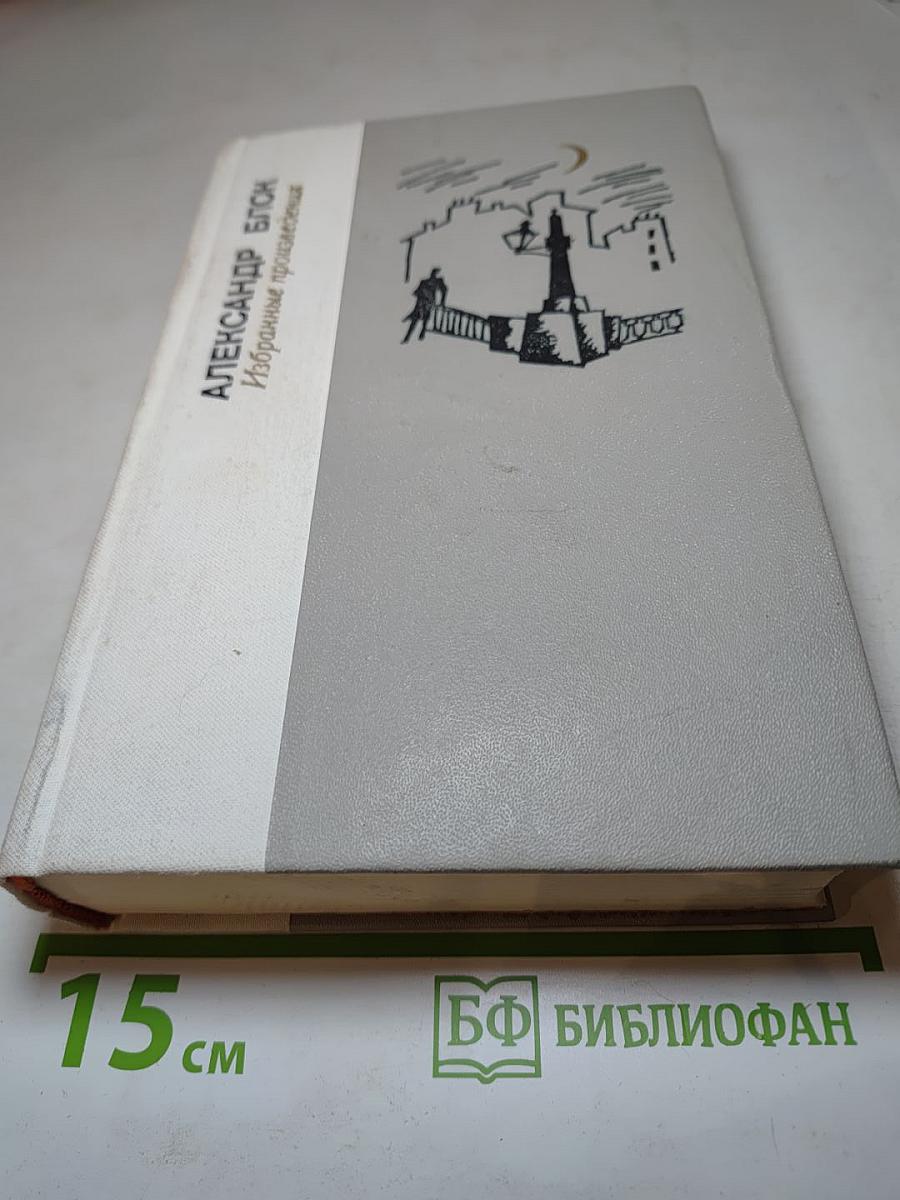 АЛЕКСАНДР БЛОК
Избранные произведения
15 см
БФ БИБЛИОФАН